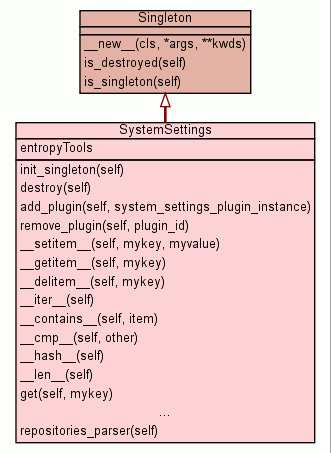 Singleton
__new__(cls, *args, **kwds)
is_destroyed(self)
is_singleton(self)
SystemSettings
entropyTools
init_singleton(self)
destroy(self)
add_plugin(self, system_settings_plugin_instance)
remove_plugin(self, plugin_id)
__setitem__(self, mykey, myvalue)
__getitem__(self, mykey)
__delitem__(self, mykey)
__iter__(self)
__contains__(self, item)
__cmp__(self, other)
__hash__(self)
__len__(self)
get(self, mykey)
...
repositories_parser(self)